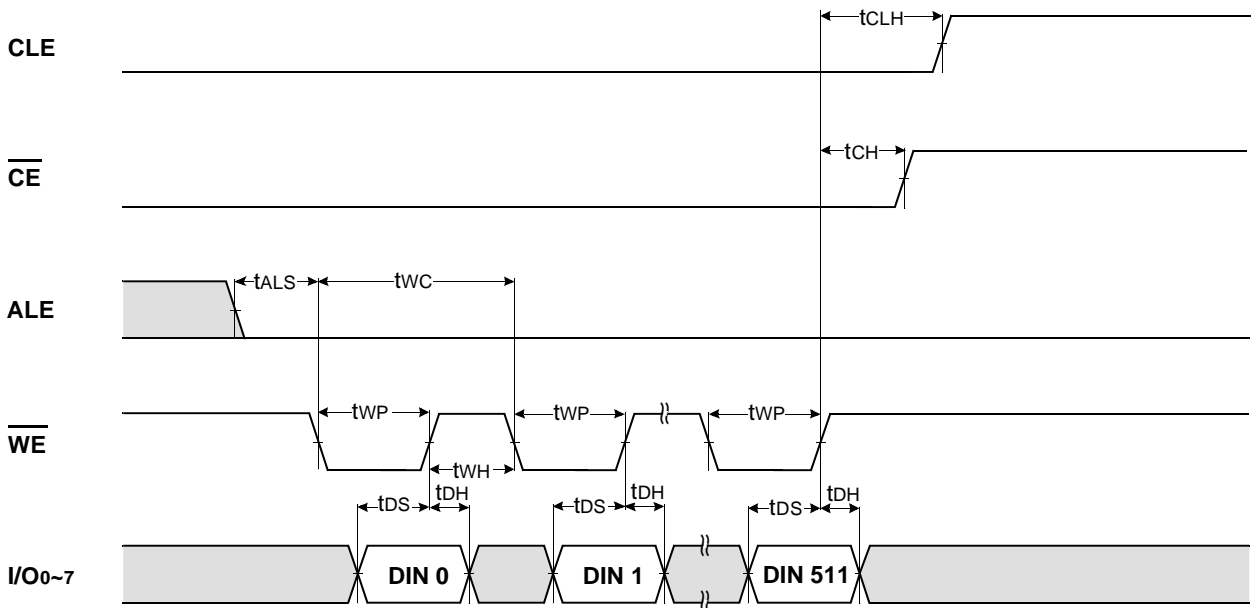 tCLH
CLE
tCH
CE
tALS
tWC
ALE
tWP
tWP
tWP
WE
tWH
tDS
tDH
tDS
tDH
tDS
tDH
I/O0~7
DIN 0
DIN 1
DIN 511